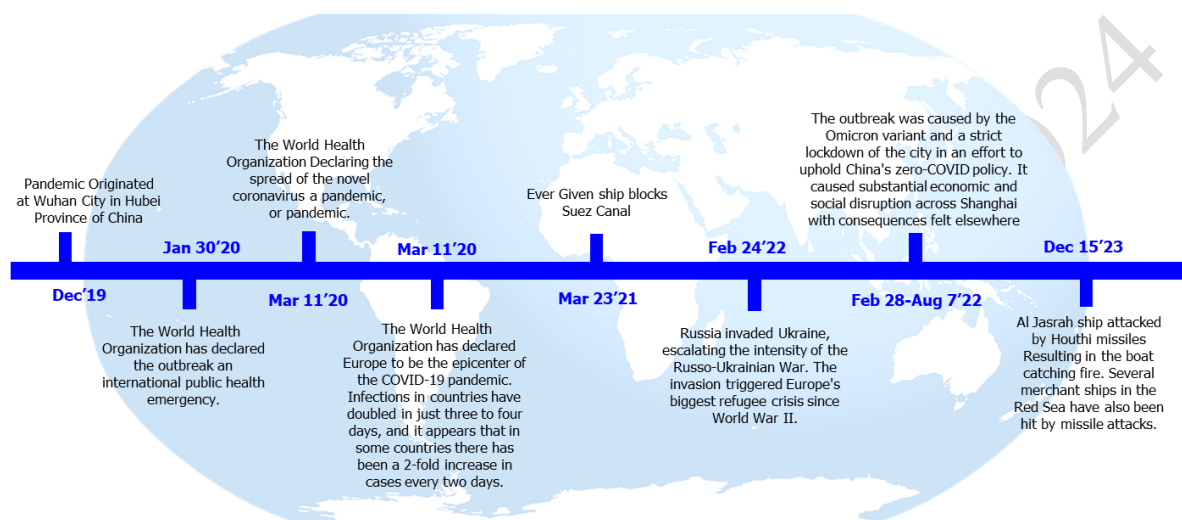 Pandemic Originated
at Wuhan City in Hubei
Province of China
Dec'19
Jan 30'20
The World Health
Organization has declared
the outbreak an
international public health
emergency.
The World Health
Organization Declaring the
spread of the novel
coronavirus a pandemic,
or pandemic.
Mar 11'20
Mar 11'20
The World Health
Organization has declared
Europe to be the epicenter of
the COVID-19 pandemic.
Infections in countries have
doubled in just three to four
days, and it appears that in
some countries there has
been a 2-fold increase in
cases every two days.
Ever Given ship blocks
Suez Canal
Mar 23'21
Feb 24'22
Russia invaded Ukraine,
escalating the intensity of the
Russo-Ukrainian War. The
invasion triggered Europe's
biggest refugee crisis since
World War II.
The outbreak was caused by the
Omicron variant and a strict
lockdown of the city in an effort to
uphold China's zero-COVID policy. It
caused substantial economic and
social disruption across Shanghai
with consequences felt elsewhere
Feb 28-Aug 7'22
Dec 15'23
Al Jasrah ship attacked
by Houthi missiles
Resulting in the boat
catching fire. Several
merchant ships in the
Red Sea have also been
hit by missile attacks.
24